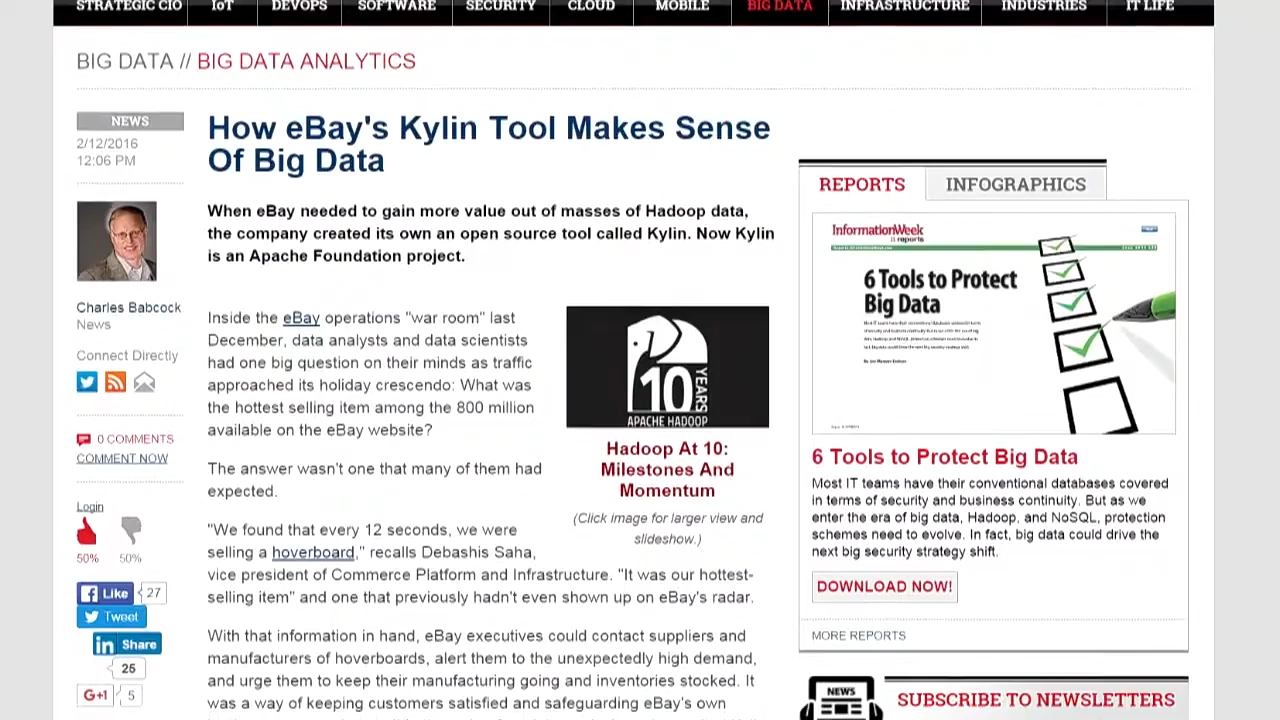 STRATEGIC CIO IoT DEVOPS SOFTWARE SECURITY CLOUD MOBILE BIG DATA INFRASTRUCTURE INDUSTRIES IT LIFE
BIG DATA // BIG DATA ANALYTICS
NEWS
2/12/2016
12:06 PM
Charles Babcock
News
Connect Directly
0 COMMENTS
COMMENT NOW
Login
50% 50%
Like 27
Tweet
in Share
25
G+1 5
How eBay's Kylin Tool Makes Sense
Of Big Data
When eBay needed to gain more value out of masses of Hadoop data,
the company created its own an open source tool called Kylin. Now Kylin
is an Apache Foundation project.
Inside the eBay operations "war room" last
December, data analysts and data scientists
had one big question on their minds as traffic
approached its holiday crescendo: What was
the hottest selling item among the 800 million
available on the eBay website?
The answer wasn't one that many of them had
expected.
"We found that every 12 seconds, we were
selling a hoverboard," recalls Debashis Saha,
vice president of Commerce Platform and Infrastructure. "It was our hottest-
selling item" and one that previously hadn't even shown up on eBay's radar.
With that information in hand, eBay executives could contact suppliers and
manufacturers of hoverboards, alert them to the unexpectedly high demand,
and urge them to keep their manufacturing going and inventories stocked. It
was a way of keeping customers satisfied and safeguarding eBay's own
10 YEARS
APACHE HADOOP
Hadoop At 10:
Milestones And
Momentum
(Click image for larger view and
slideshow.)
REPORTS INFOGRAPHICS
InformationWeek
reports
6 Tools to Protect
Big Data
6 Tools to Protect Big Data
Most IT teams have their conventional databases covered
in terms of security and business continuity. But as we
enter the era of big data, Hadoop, and NoSQL, protection
schemes need to evolve. In fact, big data could drive the
next big security strategy shift.
DOWNLOAD NOW!
MORE REPORTS
NEWS
SUBSCRIBE TO NEWSLETTERS